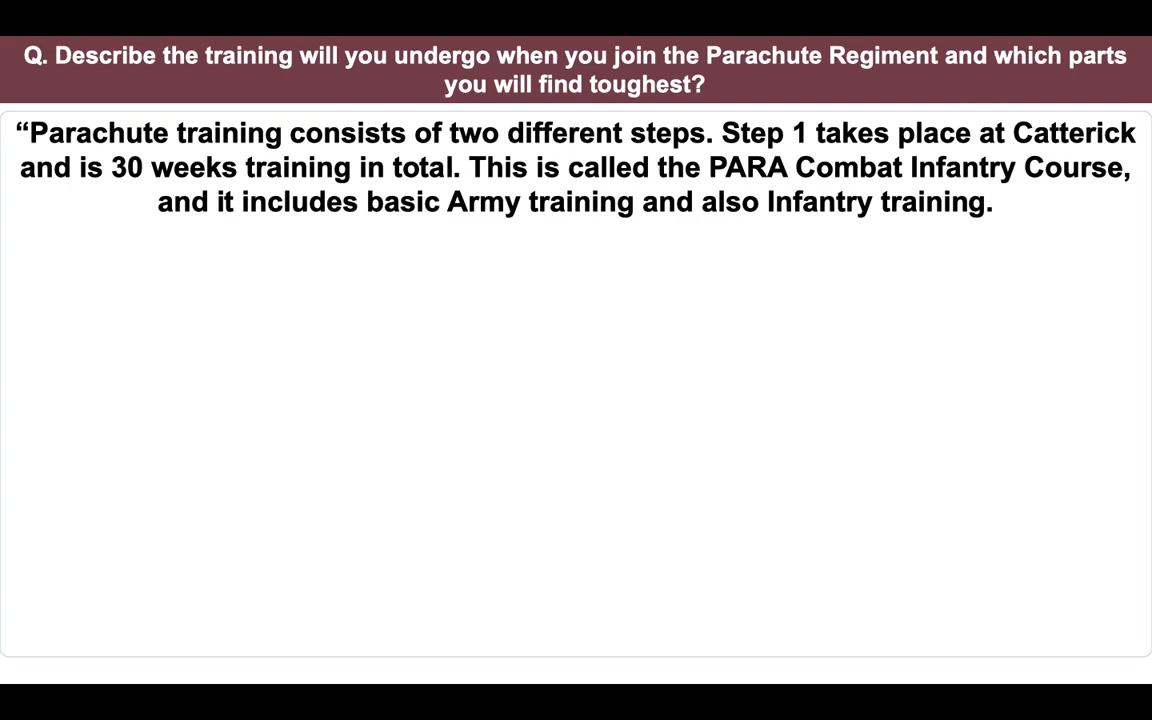 Q. Describe the training will you undergo when you join the Parachute Regiment and which parts
you will find toughest?
“Parachute training consists of two different steps. Step 1 takes place at Catterick
and is 30 weeks training in total. This is called the PARA Combat Infantry Course,
and it includes basic Army training and also Infantry training.